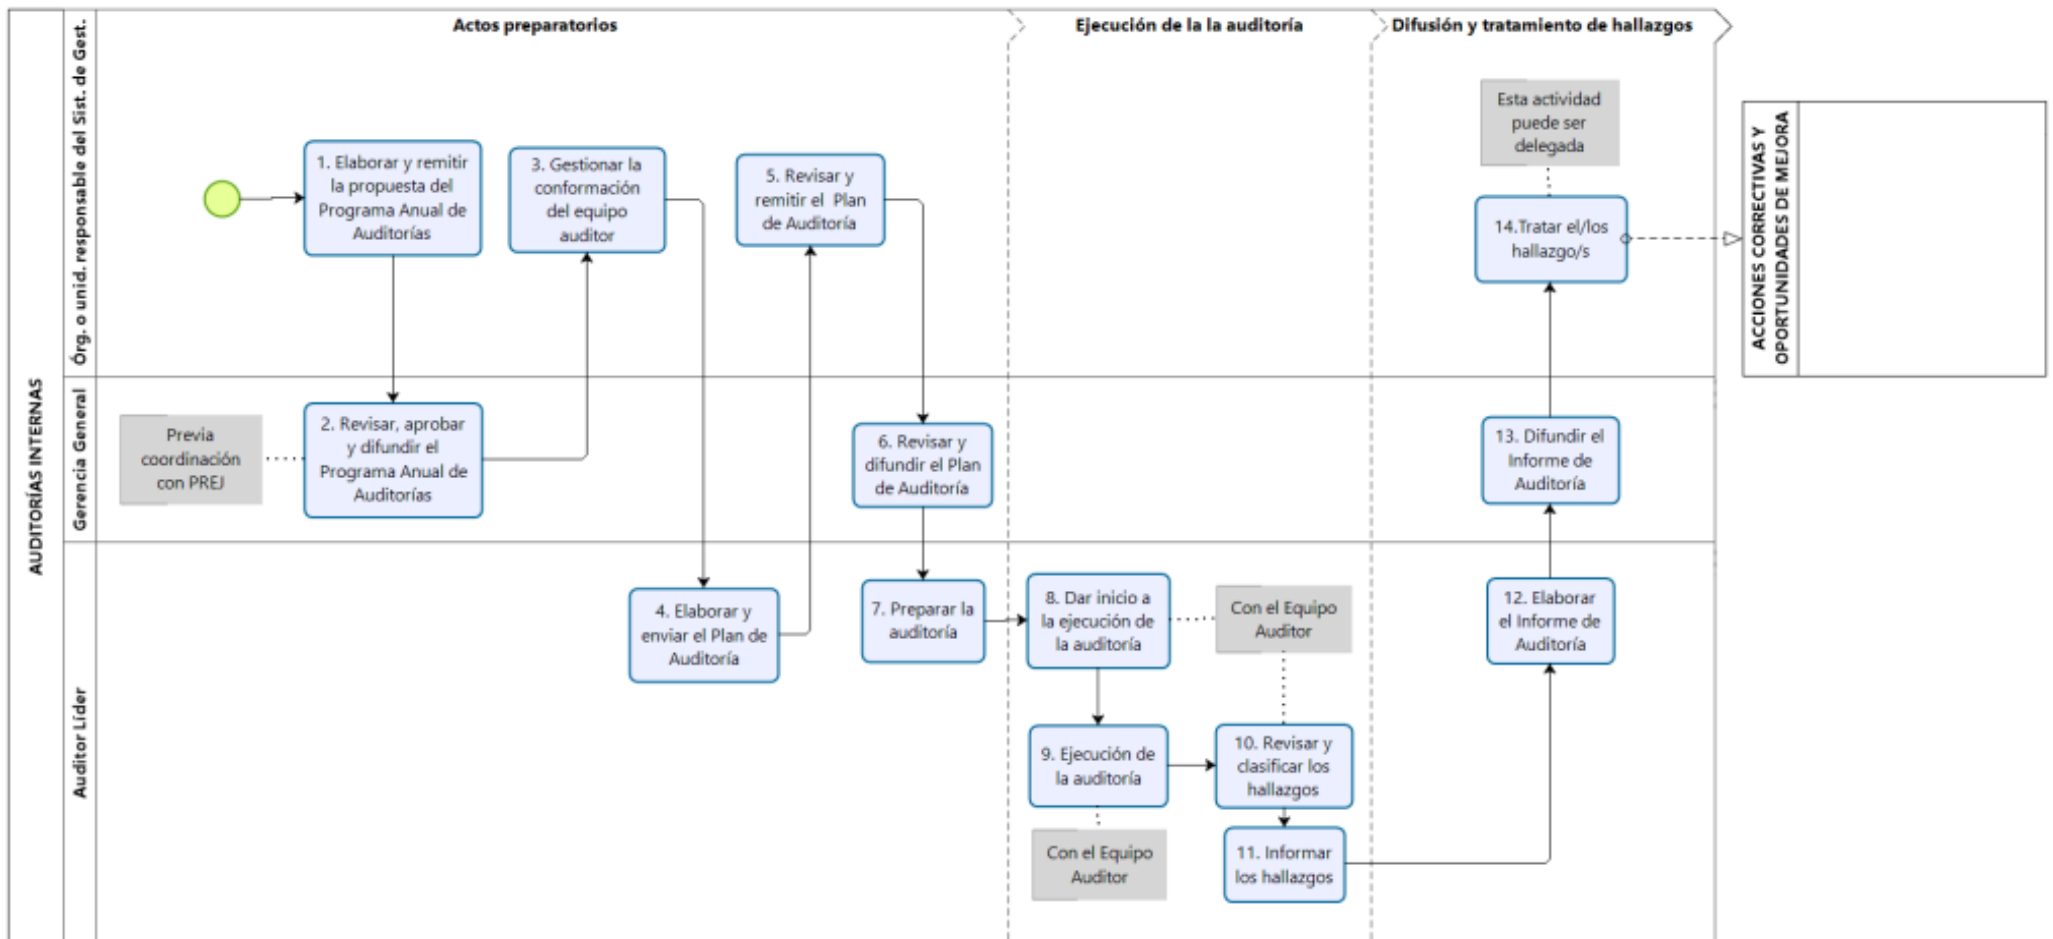 Actos preparatorios
Ejecución de la la auditoría
Difusión y tratamiento de hallazgos
AUDITORÍAS INTERNAS
Órg. o unid. responsable del Sist. de Gest.
1. Elaborar y remitir
la propuesta del
Programa Anual de
Auditorías
3. Gestionar la
conformación
del equipo
auditor
5. Revisar y
remitir el Plan
de Auditoría
Esta actividad
puede ser
delegada
14.Tratar el/los
hallazgo/s
ACCIONES CORRECTIVAS Y
OPORTUNIDADES DE MEJORA
Gerencia General
Previa
coordinación
con PREJ
2. Revisar, aprobar
y difundir el
Programa Anual de
Auditorías
6. Revisar y
difundir el Plan
de Auditoría
13. Difundir el
Informe de
Auditoría
Auditor Líder
4. Elaborar y
enviar el Plan de
Auditoría
7. Preparar la
auditoría
8. Dar inicio a
la ejecución de
la auditoría
Con el Equipo
Auditor
12. Elaborar
el Informe de
Auditoría
9. Ejecución de
la auditoría
10. Revisar y
clasificar los
hallazgos
Con el Equipo
Auditor
11. Informar
los hallazgos